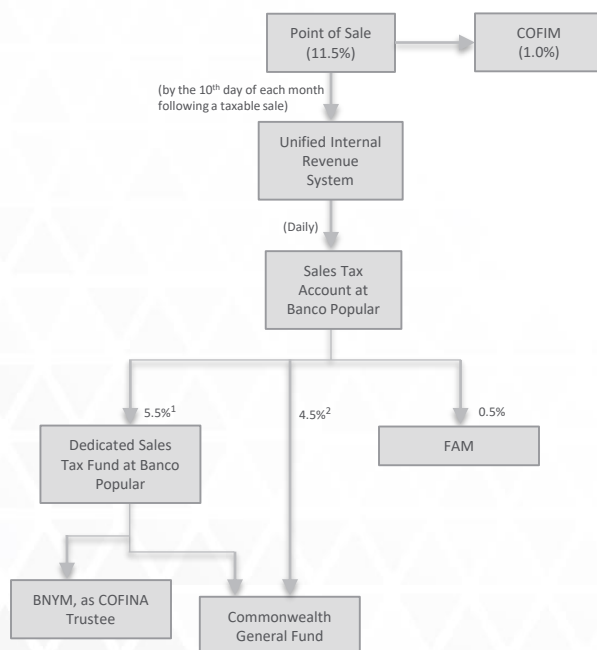 Point of Sale
(11.5%)
COFIM
(1.0%)
(by the 10th day of each month
following a taxable sale)
Unified Internal
Revenue
System
(Daily)
Sales Tax
Account at
Banco Popular
5.5%1
4.5%2
0.5%
Dedicated Sales
Tax Fund at Banco
Popular
FAM
BNYM, as COFINA
Trustee
Commonwealth
General Fund